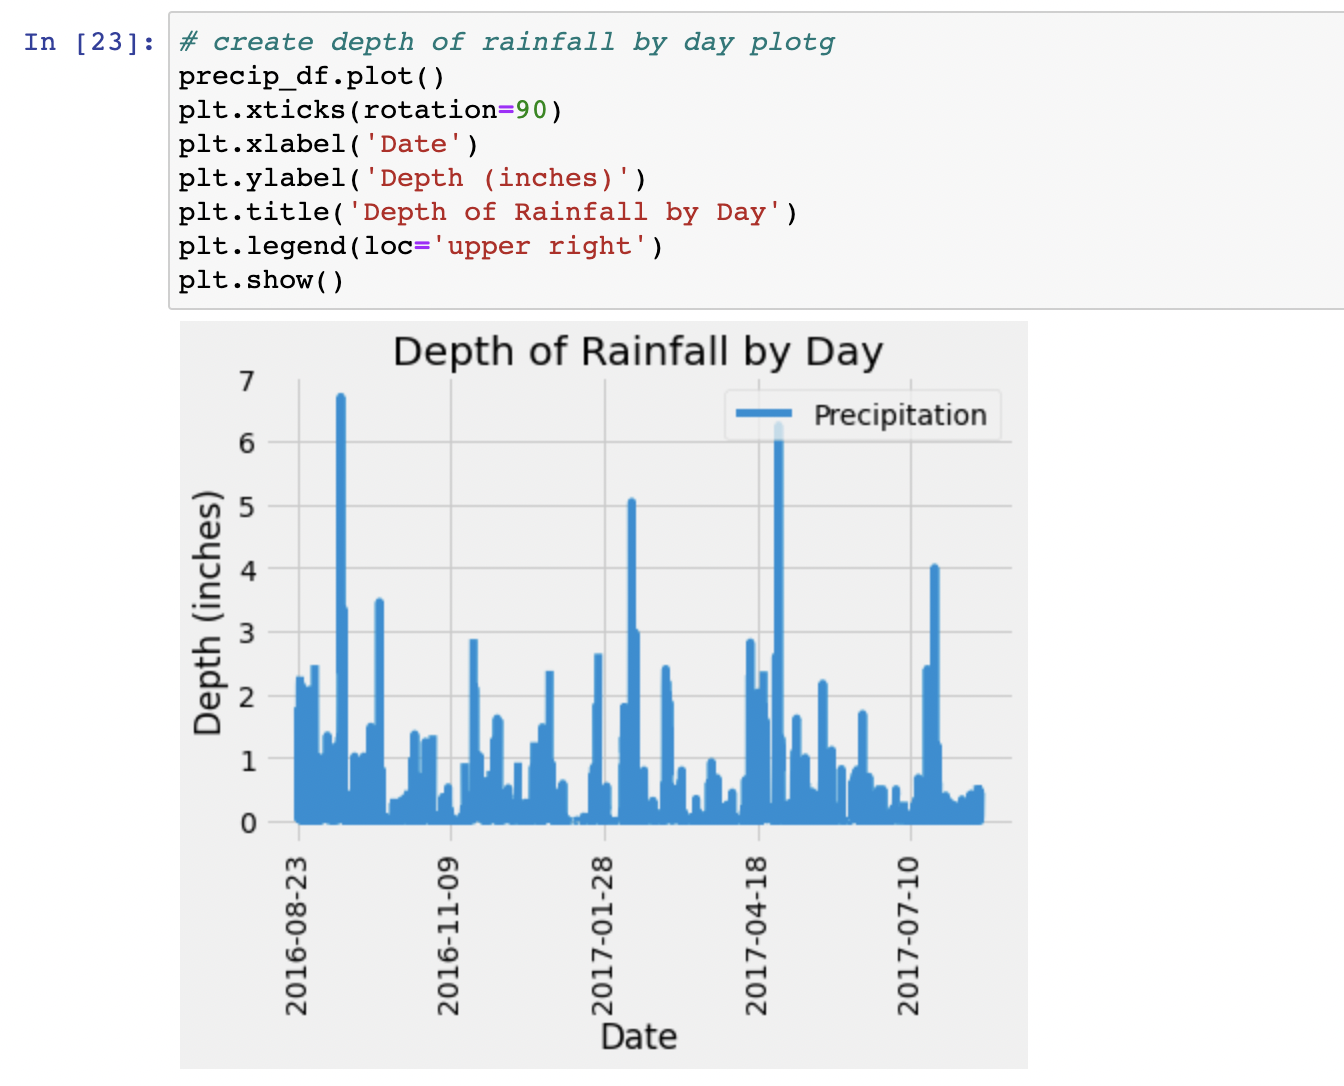 In [23]: # create depth of rainfall by day plotg
precip_df.plot()
plt.xticks(rotation=90)
plt.xlabel('Date')
plt.ylabel('Depth (inches)')
plt.title('Depth of Rainfall by Day')
plt.legend(loc='upper right')
plt.show()
Depth of Rainfall by Day
Precipitation
7
6
5
4
3
2
1
0
Depth (inches)
2016-08-23
2016-11-09
2017-01-28
2017-04-18
2017-07-10
Date